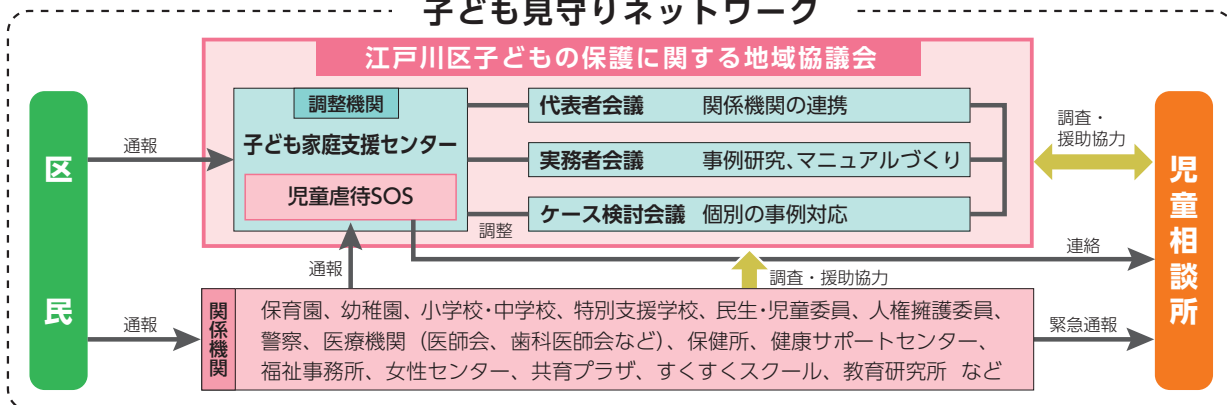 子ども見守りネットワーク
江戸川区子どもの保護に関する地域協議会
区民
通報
調整機関
子ども家庭支援センター
児童虐待SOS
代表者会議 関係機関の連携
実務者会議 事例研究、マニュアルづくり
調整
ケース検討会議 個別の事例対応
調査・
援助協力
児童相談所
通報
調査・援助協力
連絡
通報
関係機関
保育園、幼稚園、小学校・中学校、特別支援学校、民生・児童委員、人権擁護委員、
警察、医療機関（医師会、歯科医師会など）、保健所、健康サポートセンター、
福祉事務所、女性センター、共育プラザ、すくすくスクール、教育研究所 など
緊急通報